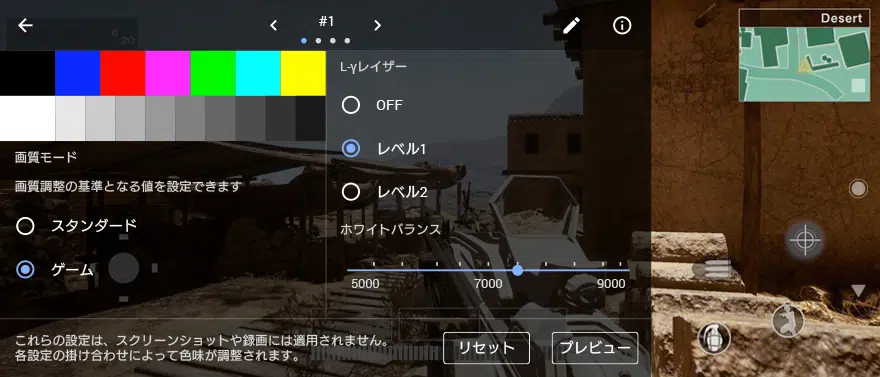 #1
Desert
20
L-γレイザー
OFF
レベル1
レベル2
画質モード
画質調整の基準となる値を設定できます
スタンダード
ゲーム
ホワイトバランス
5000 7000 9000
これらの設定は、スクリーンショットや録画には適用されません。
各設定の掛け合わせによって色味が調整されます。
リセット
プレビュー